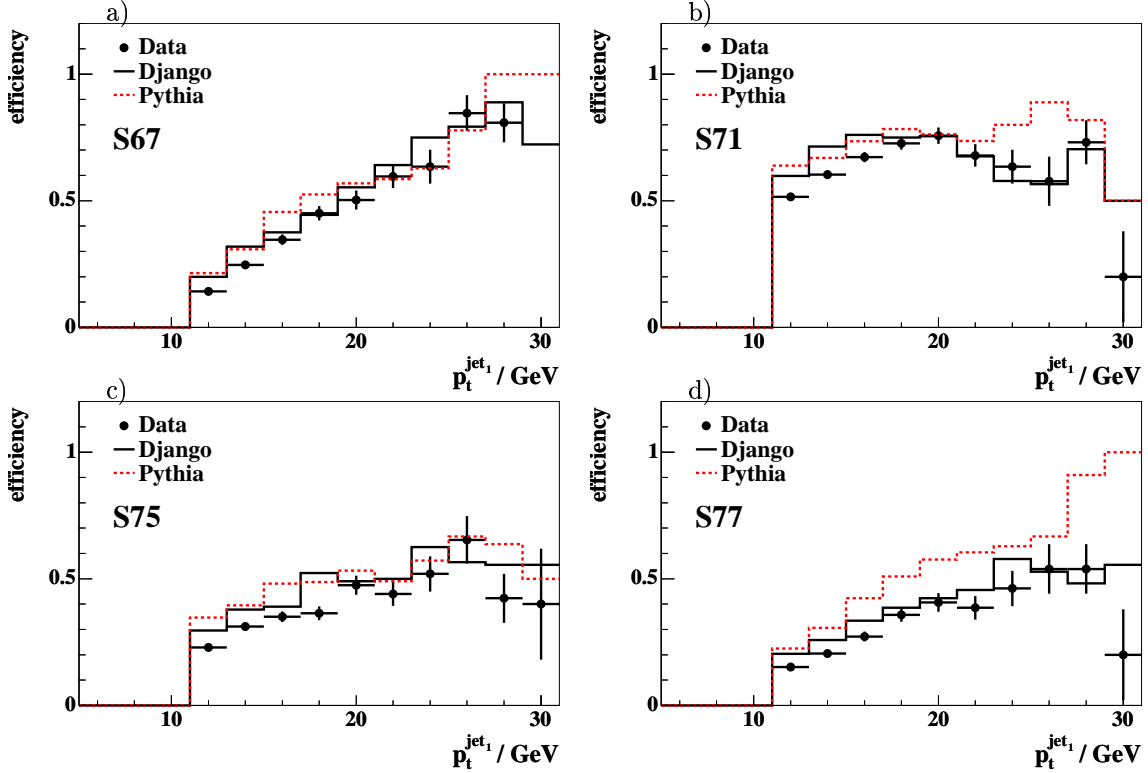 a)
efficiency
Data
Django
Pythia
S67
1
0.5
0
10
20
30
p_t^{jet_1} / GeV
b)
efficiency
Data
Django
Pythia
S71
1
0.5
0
10
20
30
p_t^{jet_1} / GeV
c)
efficiency
Data
Django
Pythia
S75
1
0.5
0
10
20
30
p_t^{jet_1} / GeV
d)
efficiency
Data
Django
Pythia
S77
1
0.5
0
10
20
30
p_t^{jet_1} / GeV